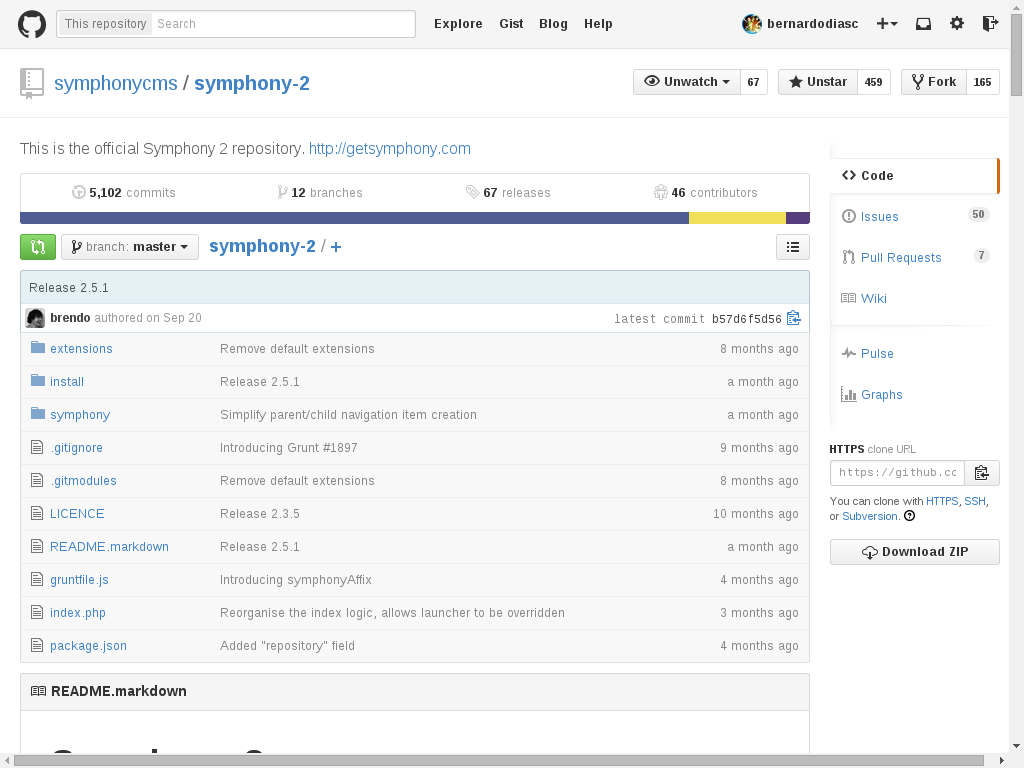 This repository Search Explore Gist Blog Help bernardodiasc
symphonycms / symphony-2 Unwatch 67 Unstar 459 Fork 165
This is the official Symphony 2 repository. http://getsymphony.com
5,102 commits 12 branches 67 releases 46 contributors
branch: master symphony-2 / +
Release 2.5.1
brendo authored on Sep 20 latest commit b57d6f5d56
extensions Remove default extensions 8 months ago
install Release 2.5.1 a month ago
symphony Simplify parent/child navigation item creation a month ago
.gitignore Introducing Grunt #1897 9 months ago
.gitmodules Remove default extensions 8 months ago
LICENCE Release 2.3.5 10 months ago
README.markdown Release 2.5.1 a month ago
gruntfile.js Introducing symphonyAffix 4 months ago
index.php Reorganise the index logic, allows launcher to be overridden 3 months ago
package.json Added "repository" field 4 months ago
README.markdown
Code
Issues 50
Pull Requests 7
Wiki
Pulse
Graphs
HTTPS clone URL
https://github.cc
You can clone with HTTPS, SSH,
or Subversion.
Download ZIP